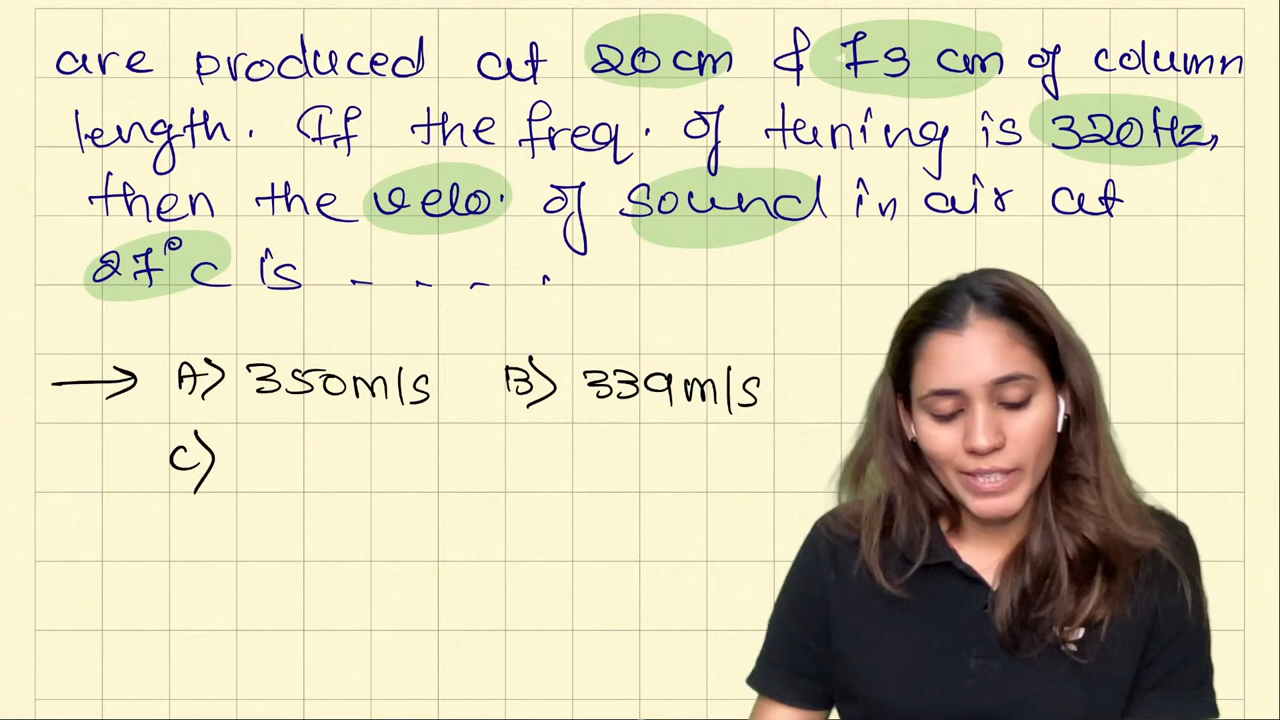 are produced at 20cm & 73 cm of column
length. If the freq. of tuning is 320Hz,
then the velo. of sound in air at
27°C is - - - .
→ A) 350m/s B) 339m/s
C)